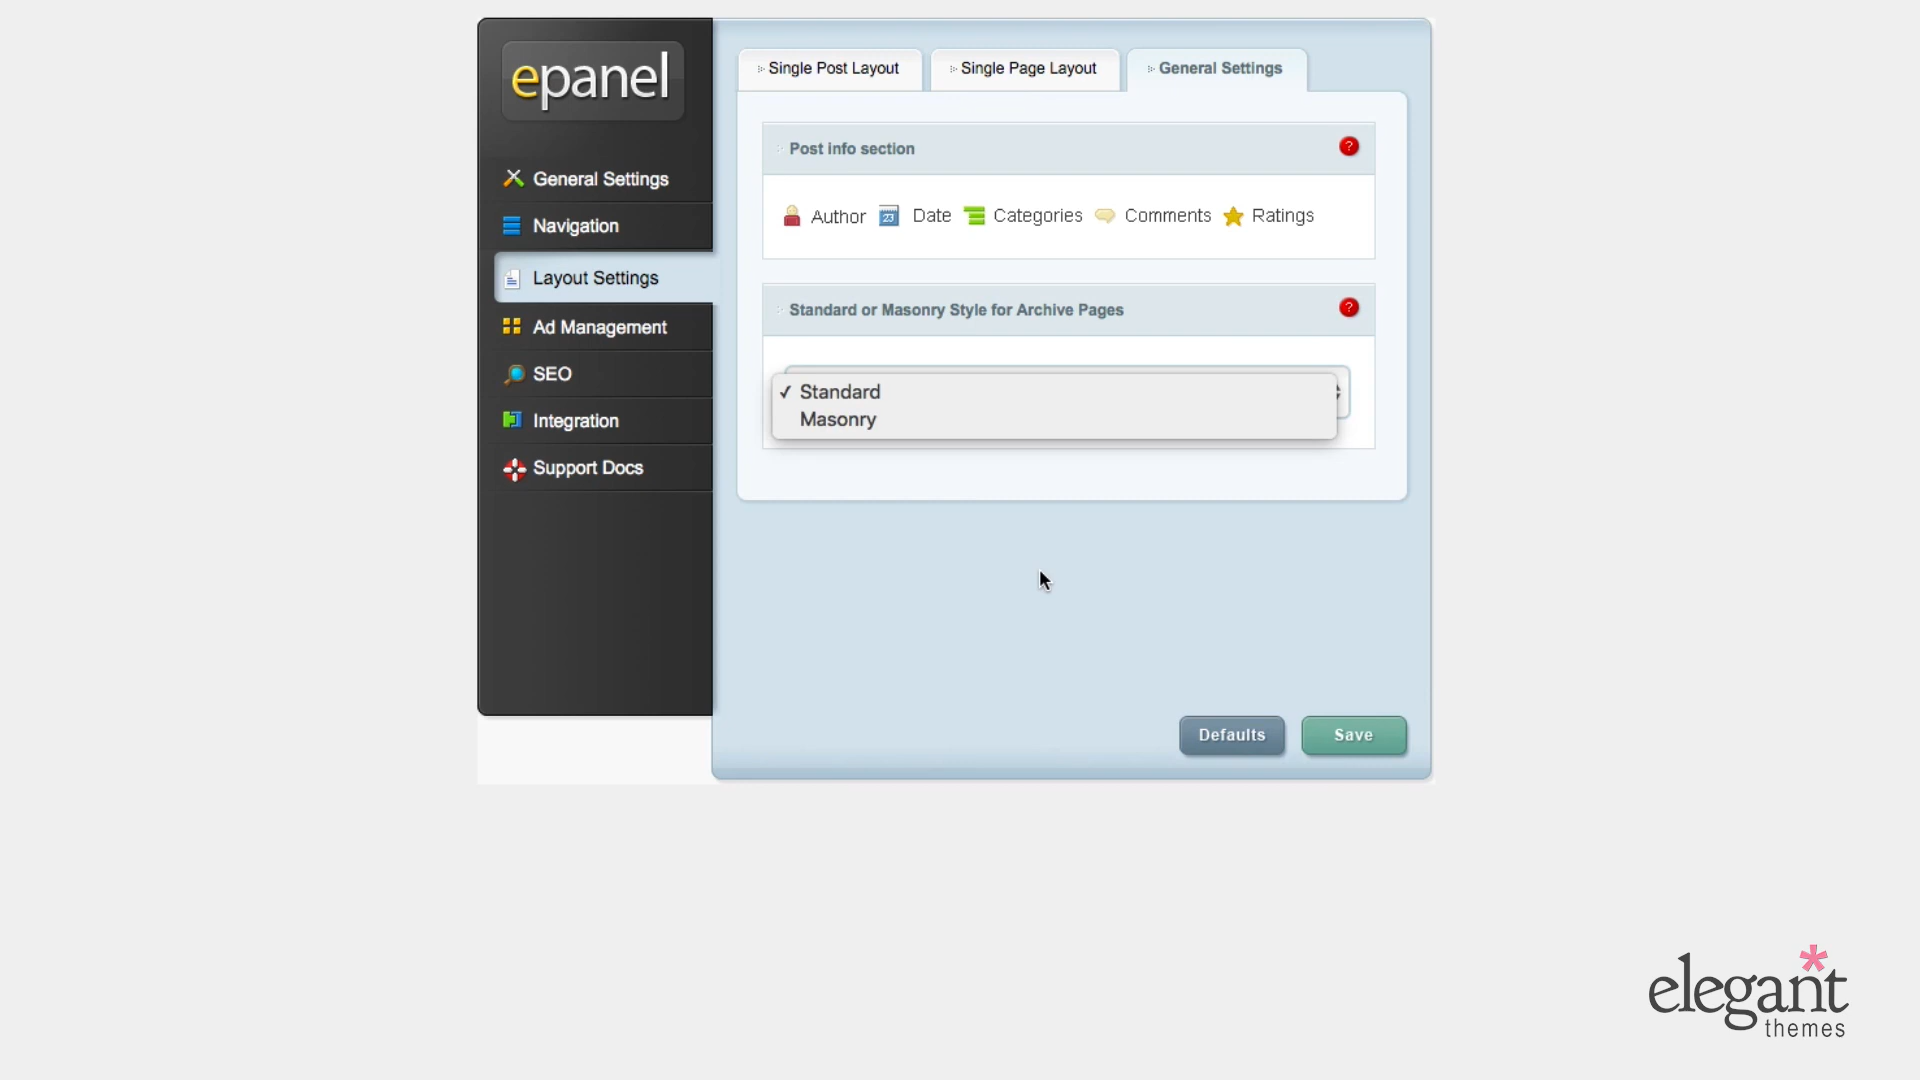 epanel
General Settings
Navigation
Layout Settings
Ad Management
SEO
Integration
Support Docs
Single Post Layout
Single Page Layout
General Settings
Post info section
?
Author
23
Date
Categories
Comments
Ratings
Standard or Masonry Style for Archive Pages
?
✓ Standard
Masonry
Defaults
Save
elegant
themes